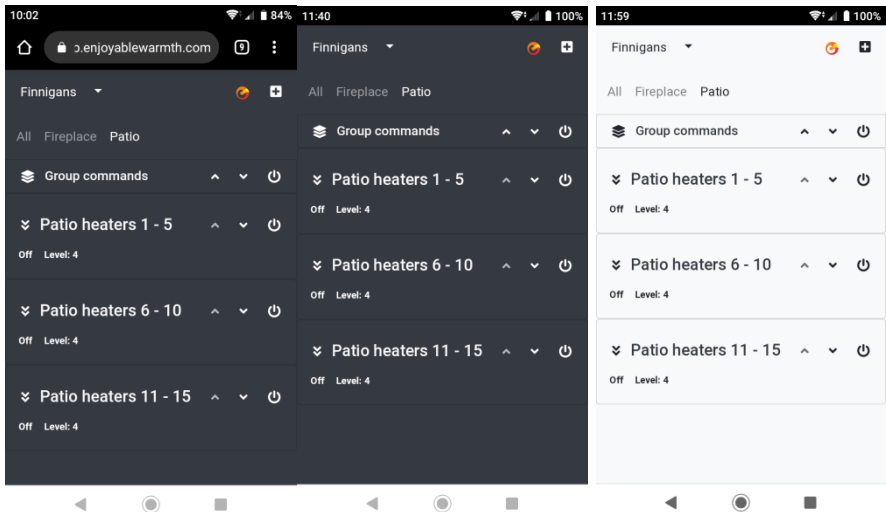 10:02 84%
ɔ.enjoyablewarmth.com 9
Finnigans
All Fireplace Patio
Group commands
Patio heaters 1 - 5
Off Level: 4
Patio heaters 6 - 10
Off Level: 4
Patio heaters 11 - 15
Off Level: 4
11:40 100%
Finnigans
All Fireplace Patio
Group commands
Patio heaters 1 - 5
Off Level: 4
Patio heaters 6 - 10
Off Level: 4
Patio heaters 11 - 15
Off Level: 4
11:59 100%
Finnigans
All Fireplace Patio
Group commands
Patio heaters 1 - 5
Off Level: 4
Patio heaters 6 - 10
Off Level: 4
Patio heaters 11 - 15
Off Level: 4